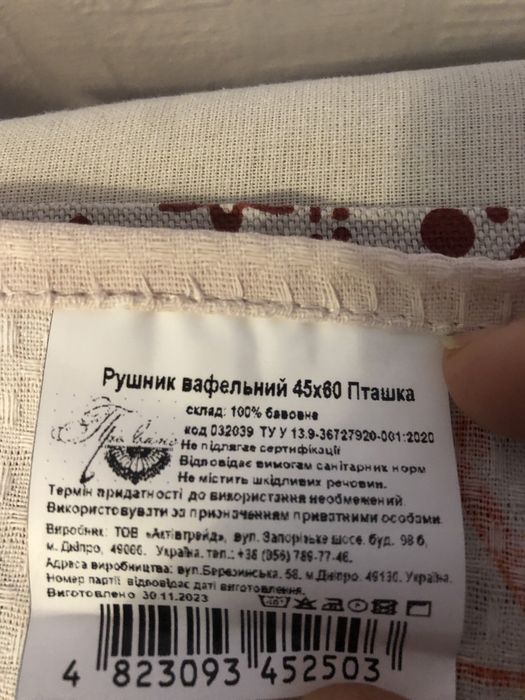 Рушник вафельний 45х60 Пташка
склад: 100% бавовна
код 032039 ТУ У 13.9-36727920-001:2020
Не підлягає сертифікації
Відповідає вимогам санітарних норм
Не містить шкідливих речовин.
Термін придатності до використання необмежений.
Використовувати за призначенням приватними особами.
Виробник: ТОВ «Актівтрейд», вул. Запорізьке шосе, буд. 98б,
м. Дніпро, 49066. Україна. тел.: +38 (056) 789-77-46.
Адреса виробництва: вул. Березинська, 58, м. Дніпро, 49130. Україна.
Номер партії відповідає даті виготовлення.
Виготовлено 30.11.2023
4 823093 452503